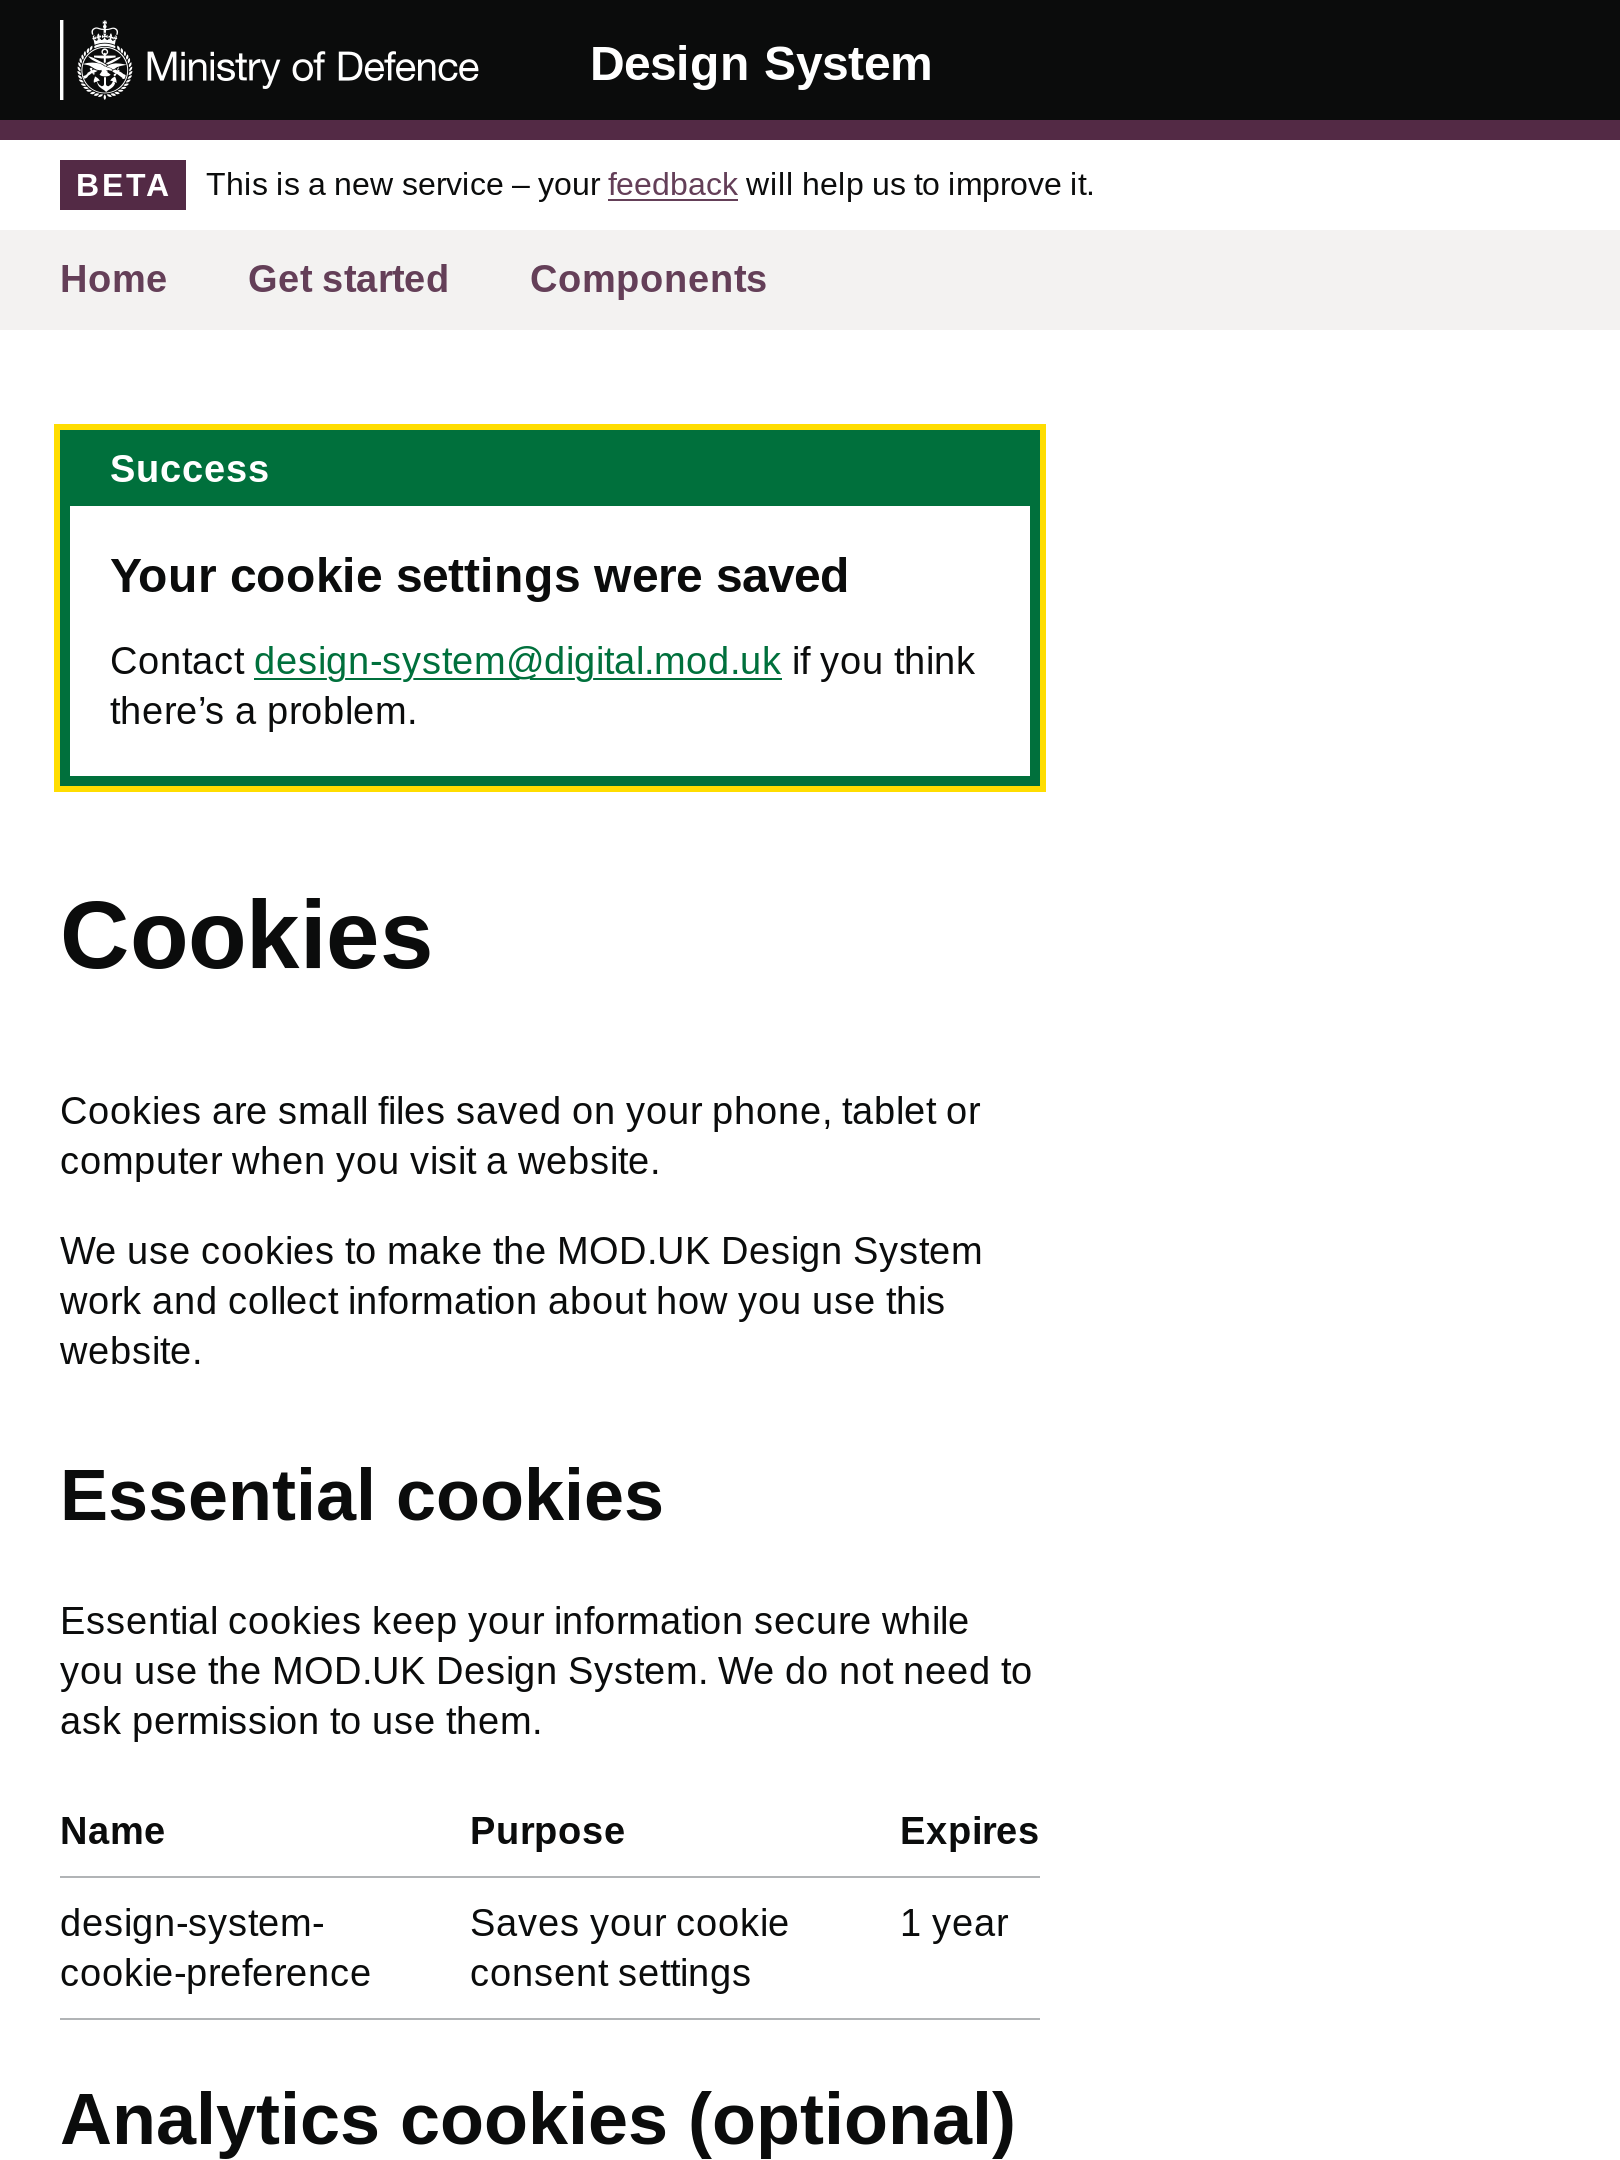 Ministry of Defence
Design System
BETA This is a new service – your feedback will help us to improve it.
Home Get started Components
Success
Your cookie settings were saved
Contact design-system@digital.mod.uk if you think
there’s a problem.
Cookies
Cookies are small files saved on your phone, tablet or
computer when you visit a website.
We use cookies to make the MOD.UK Design System
work and collect information about how you use this
website.
Essential cookies
Essential cookies keep your information secure while
you use the MOD.UK Design System. We do not need to
ask permission to use them.
Name Purpose Expires
design-system- Saves your cookie 1 year
cookie-preference consent settings
Analytics cookies (optional)